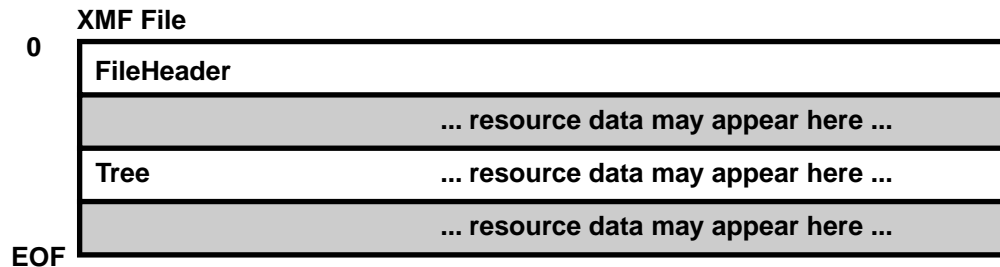 XMF File
0
FileHeader
... resource data may appear here ...
Tree ... resource data may appear here ...
... resource data may appear here ...
EOF